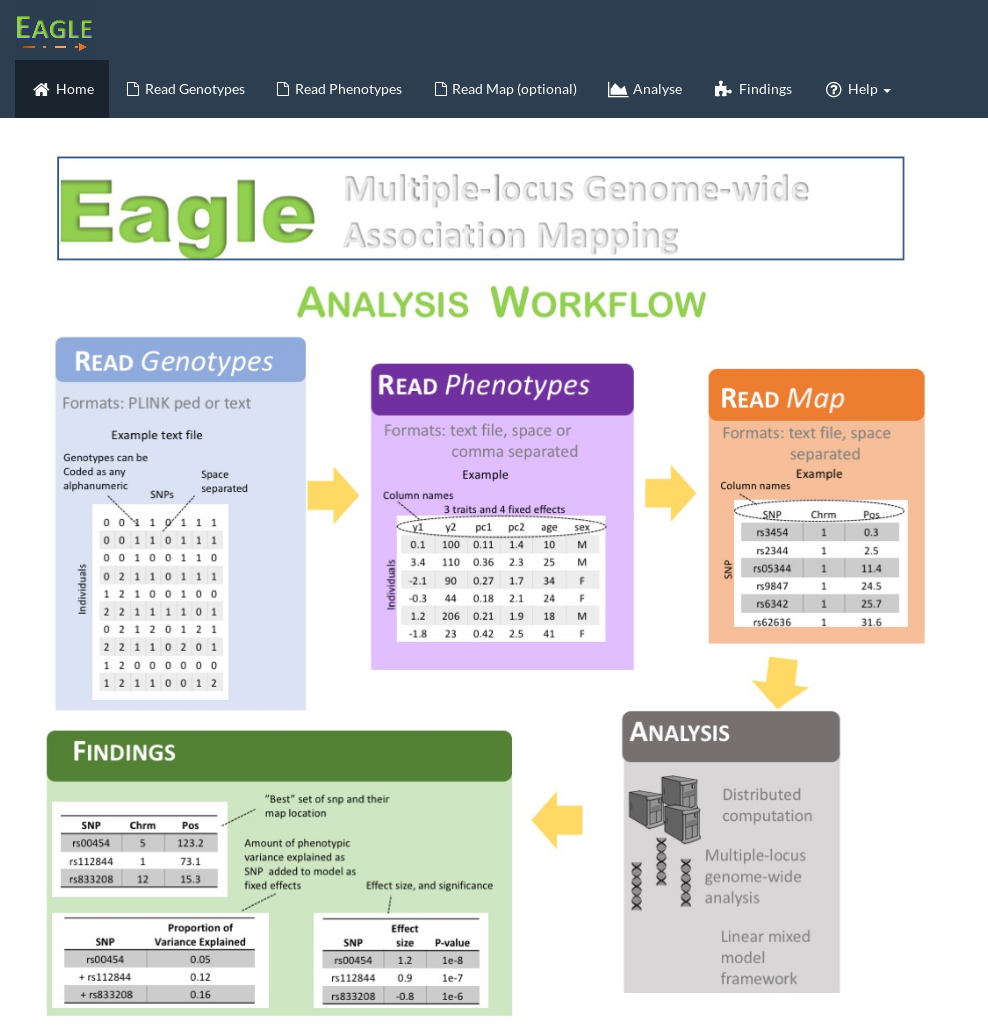 EAGLE
Home
Read Genotypes
Read Phenotypes
Read Map (optional)
Analyse
Findings
Help
Eagle
Multiple-locus Genome-wide
Association Mapping
ANALYSIS WORKFLOW
READ Genotypes
Formats: PLINK ped or text
Example text file
Genotypes can be
Coded as any
alphanumeric
SNPs
Space
separated
Individuals
0 0 1 1 0 1 1 1
0 0 1 1 0 1 1 1
0 0 1 0 0 1 1 0
0 2 1 1 0 1 1 1
1 2 1 0 0 1 0 0
2 2 1 1 1 1 0 1
0 2 1 2 0 1 2 1
2 2 1 1 0 2 0 1
1 2 0 0 0 0 0 0
1 2 1 1 0 0 1 2
READ Phenotypes
Formats: text file, space or
comma separated
Example
Column names
3 traits and 4 fixed effects
Individuals
y1 y2 pc1 pc2 age sex
0.1 100 0.11 1.4 10 M
3.4 110 0.36 2.3 25 M
-2.1 90 0.27 1.7 34 F
-0.3 44 0.18 2.1 24 F
1.2 206 0.21 1.9 18 M
-1.8 23 0.42 2.5 41 F
READ Map
Formats: text file, space
separated
Example
Column names
SNP
SNP Chrm Pos
rs3454 1 0.3
rs2344 1 2.5
rs05344 1 11.4
rs9847 1 24.5
rs6342 1 25.7
rs62636 1 31.6
ANALYSIS
Distributed
computation
Multiple-locus
genome-wide
analysis
Linear mixed
model
framework
FINDINGS
"Best" set of snp and their
map location
SNP Chrm Pos
rs00454 5 123.2
rs112844 1 73.1
rs833208 12 15.3
Amount of phenotypic
variance explained as
SNP added to model as
fixed effects
Effect size, and significance
Proportion of
SNP Variance Explained
rs00454 0.05
+ rs112844 0.12
+ rs833208 0.16
Effect
SNP size P-value
rs00454 1.2 1e-8
rs112844 0.9 1e-7
rs833208 -0.8 1e-6